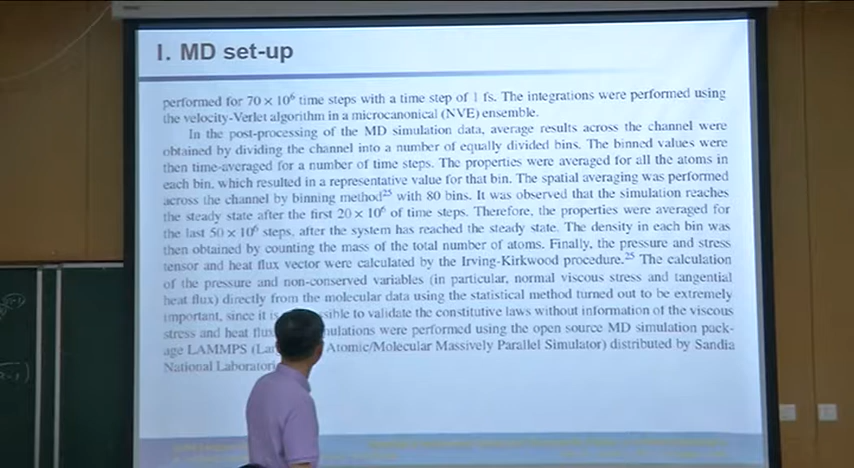 I. MD set-up
performed for 70 × 10⁶ time steps with a time step of 1 fs. The integrations were performed using
the velocity-Verlet algorithm in a microcanonical (NVE) ensemble.
In the post-processing of the MD simulation data, average results across the channel were
obtained by dividing the channel into a number of equally divided bins. The binned values were
then time-averaged for a number of time steps. The properties were averaged for all the atoms in
each bin, which resulted in a representative value for that bin. The spatial averaging was performed
across the channel by binning method²⁵ with 80 bins. It was observed that the simulation reaches
the steady state after the first 20 × 10⁶ of time steps. Therefore, the properties were averaged for
the last 50 × 10⁶ steps, after the system has reached the steady state. The density in each bin was
then obtained by counting the mass of the total number of atoms. Finally, the pressure and stress
tensor and heat flux vector were calculated by the Irving-Kirkwood procedure.²⁵ The calculation
of the pressure and non-conserved variables (in particular, normal viscous stress and tangential
heat flux) directly from the molecular data using the statistical method turned out to be extremely
important, since it is ssible to validate the constitutive laws without information of the viscous
stress and heat flux ulations were performed using the open source MD simulation pack-
age LAMMPS (Lar Atomic/Molecular Massively Parallel Simulator) distributed by Sandia
National Laborator